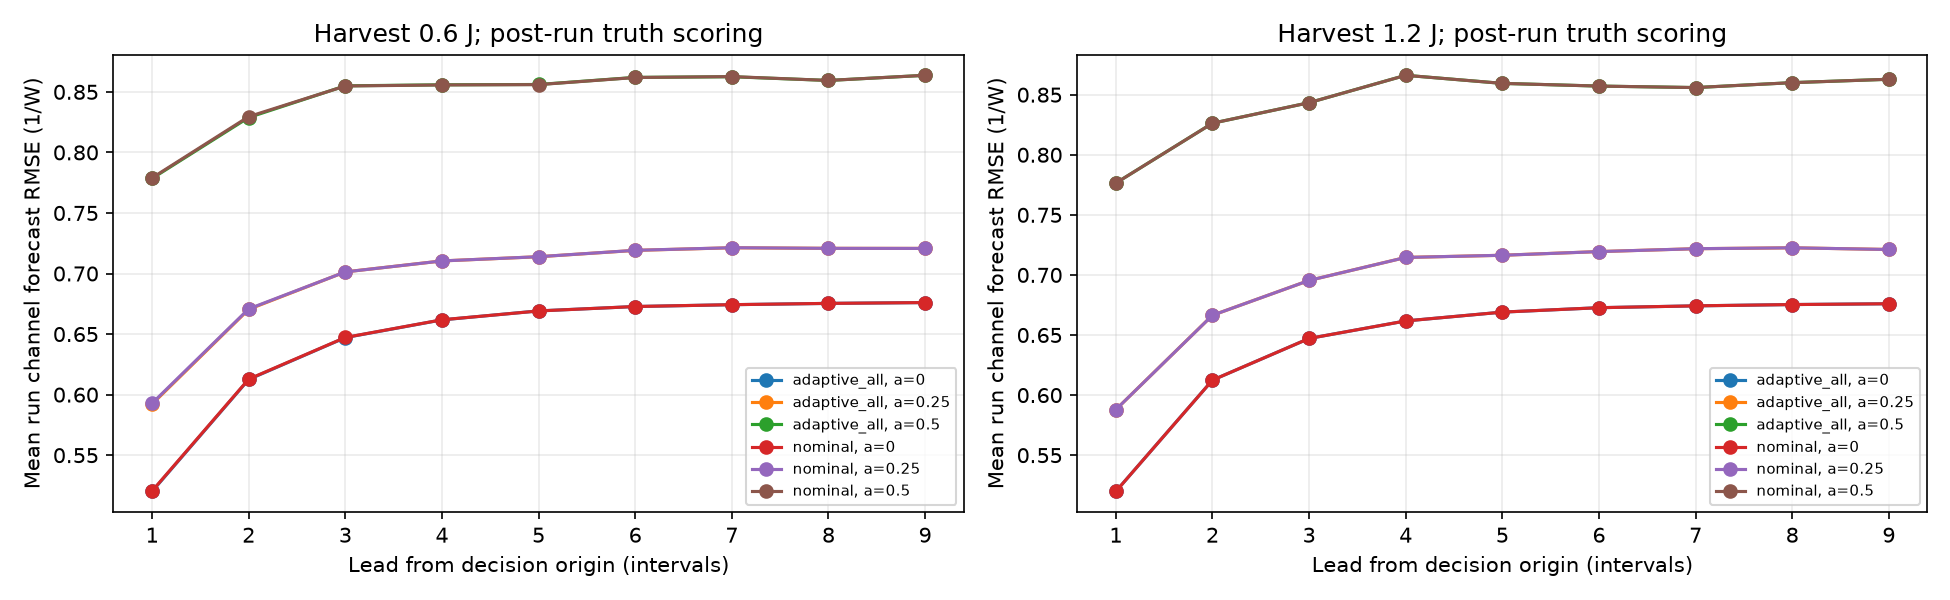 Harvest 0.6 J; post-run truth scoring
Mean run channel forecast RMSE (1/W)
0.85
0.80
0.75
0.70
0.65
0.60
0.55
adaptive_all, a=0
adaptive_all, a=0.25
adaptive_all, a=0.5
nominal, a=0
nominal, a=0.25
nominal, a=0.5
1 2 3 4 5 6 7 8 9
Lead from decision origin (intervals)
Harvest 1.2 J; post-run truth scoring
Mean run channel forecast RMSE (1/W)
0.85
0.80
0.75
0.70
0.65
0.60
0.55
adaptive_all, a=0
adaptive_all, a=0.25
adaptive_all, a=0.5
nominal, a=0
nominal, a=0.25
nominal, a=0.5
1 2 3 4 5 6 7 8 9
Lead from decision origin (intervals)